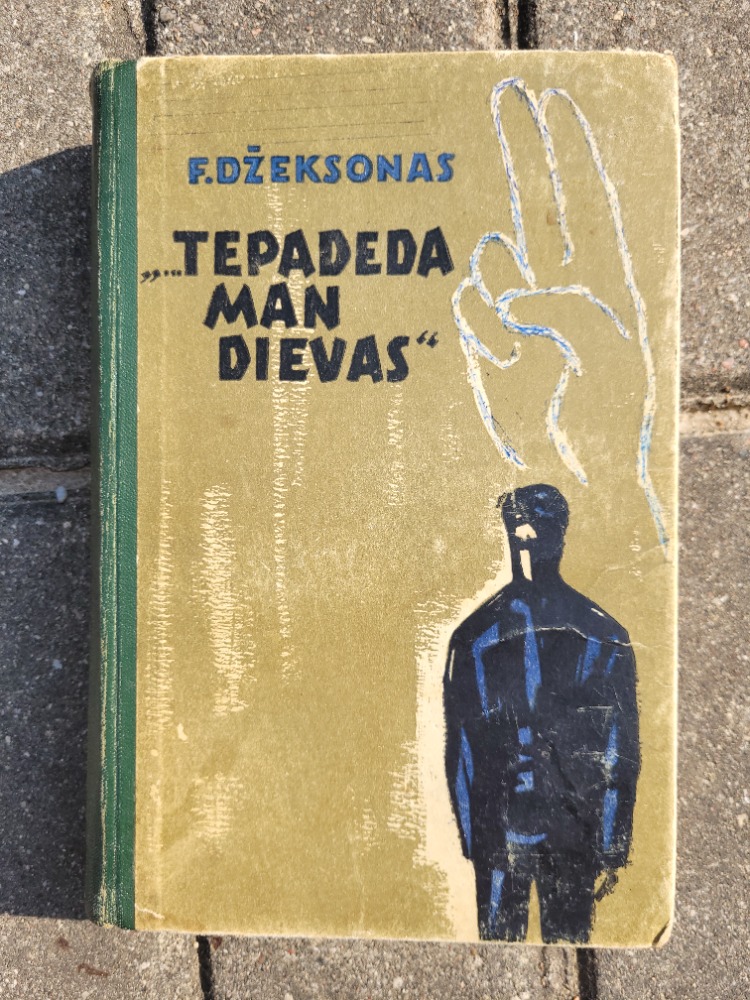 F.DŽEKSONAS
„...TEPADEDA
MAN
DIEVAS“